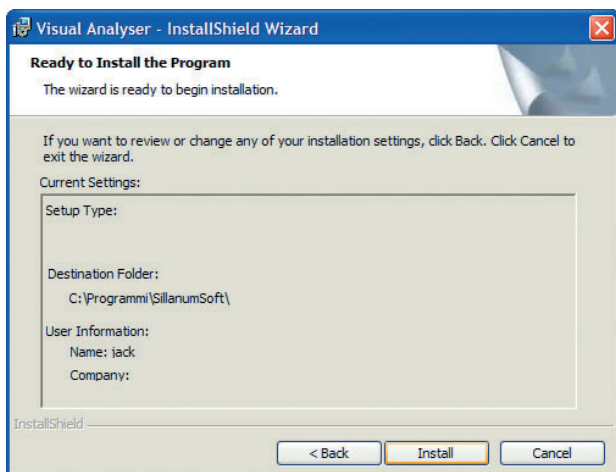 Visual Analyser - InstallShield Wizard
Ready to Install the Program
The wizard is ready to begin installation.
If you want to review or change any of your installation settings, click Back. Click Cancel to
exit the wizard.
Current Settings:
Setup Type:
Destination Folder:
C:\Programmi\SillanumSoft\
User Information:
Name: jack
Company:
InstallShield
< Back
Install
Cancel